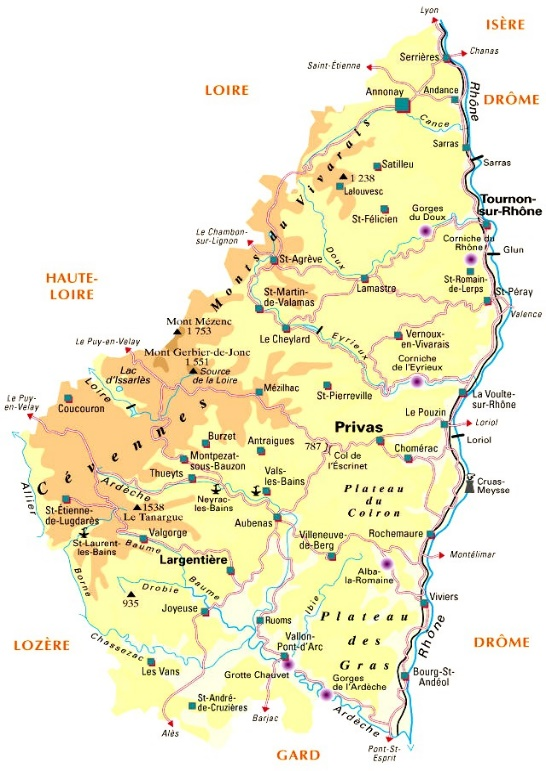 Lyon
ISÈRE
Serrières
Chanas
Saint-Étienne
LOIRE
Annonay
Andance
Rhône
DRÔME
Cance
Sarras
Sarras
Satilleu
1 238
Lalouvesc
Monts du Vivarais
St-Félicien
Gorges
du Doux
Tournon-
sur-Rhône
Le Chambon-
sur-Lignon
Doux
Corniche du
Rhône
Glun
St-Agrève
St-Romain-
de-Lerps
HAUTE-
LOIRE
Lamastre
St-Péray
St-Martin-
de-Valamas
Valence
Mont Mézenc
1 753
Le Cheylard
Eyrieux
Vernoux-
en-Vivarais
Le Puy-en-Velay
Mont Gerbier-de-Jonc
1 551
Source
de la Loire
Lac
d'Issarlès
Corniche
de l'Eyrieux
Loire
Le Puy-
en-Velay
Coucouron
Mézilhac
St-Pierreville
La Voulte-
sur-Rhône
Cévennes
Le Pouzin
Loriol
Privas
Loriol
Burzet
Antraigues
787
Col de
l'Escrinet
Chomérac
Montpezat-
sous-Bauzon
Thueyts
Vals-
les-Bains
Allier
Ardèche
Neyrac-
les-Bains
Plateau
du
Coiron
Cruas-
Meysse
St-Étienne-
de-Lugdarès
1538
Le Tanargue
Aubenas
St-Laurent-
les-Bains
Valgorge
Baume
Villeneuve-
de-Berg
Rochemaure
Montélimar
Largentière
Alba-
la-Romaine
Borne
Drobie
Baume
935
Ibie
Viviers
Joyeuse
Ruoms
Plateau
des
Gras
Rhône
LOZÈRE
Chassezac
Vallon-
Pont-d'Arc
DRÔME
Les Vans
Grotte Chauvet
Gorges
de l'Ardèche
Bourg-St-
Andéol
St-André-
de-Cruzières
Barjac
Ardèche
Alès
GARD
Pont-St-
Esprit